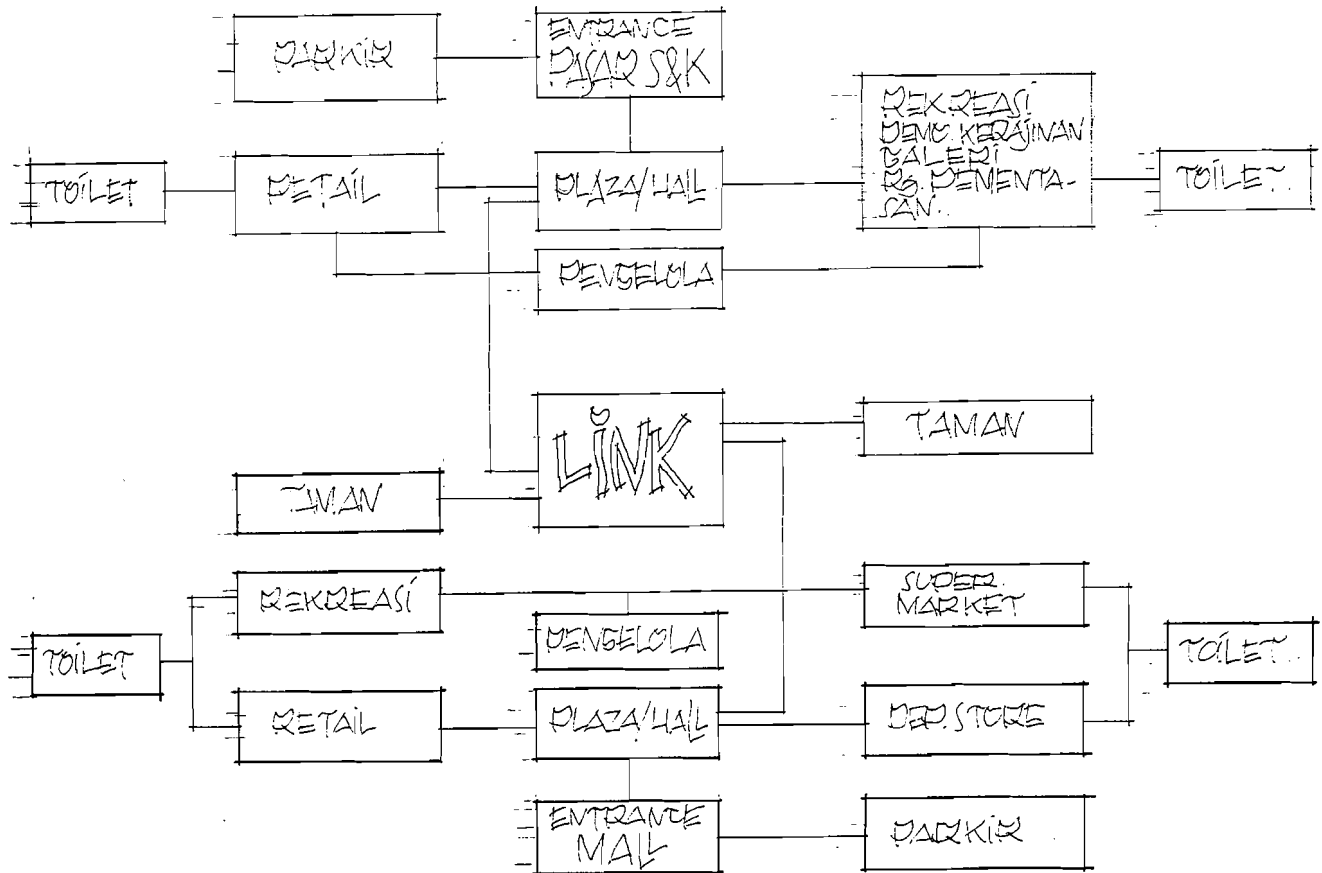 PARKIR
ENTRANCE
PASAR S&K
REKREASI
DEMO. KERAJINAN
GALERI
RG. PEMENTA-
SAN.
TOILET
RETAIL
PLAZA/HALL
TOILET
PENGELOLA
LINK
TAMAN
TAMAN
REKREASI
SUPER
MARKET
PENGELOLA
TOILET
TOILET
RETAIL
PLAZA/HALL
DEP. STORE
ENTRANCE
MALL
PARKIR